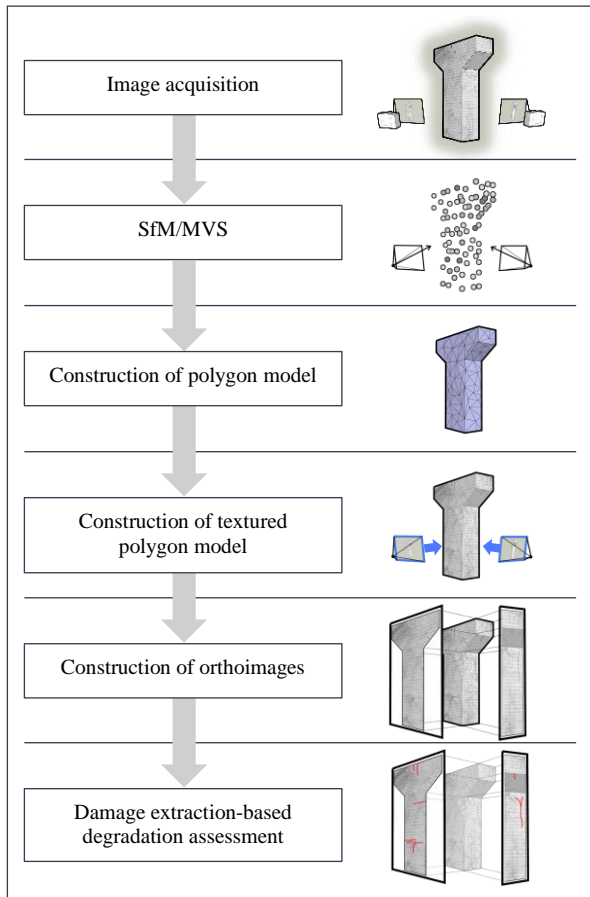 Image acquisition
SfM/MVS
Construction of polygon model
Construction of textured
polygon model
Construction of orthoimages
Damage extraction-based
degradation assessment